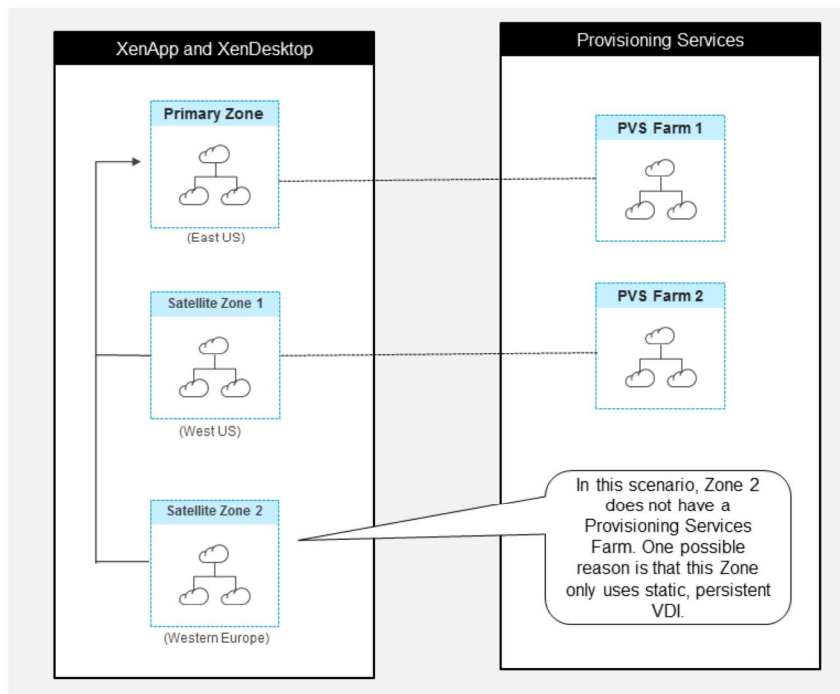 XenApp and XenDesktop
Primary Zone
(East US)
Satellite Zone 1
(West US)
Satellite Zone 2
(Western Europe)
Provisioning Services
PVS Farm 1
PVS Farm 2
In this scenario, Zone 2
does not have a
Provisioning Services
Farm. One possible
reason is that this Zone
only uses static, persistent
VDI.